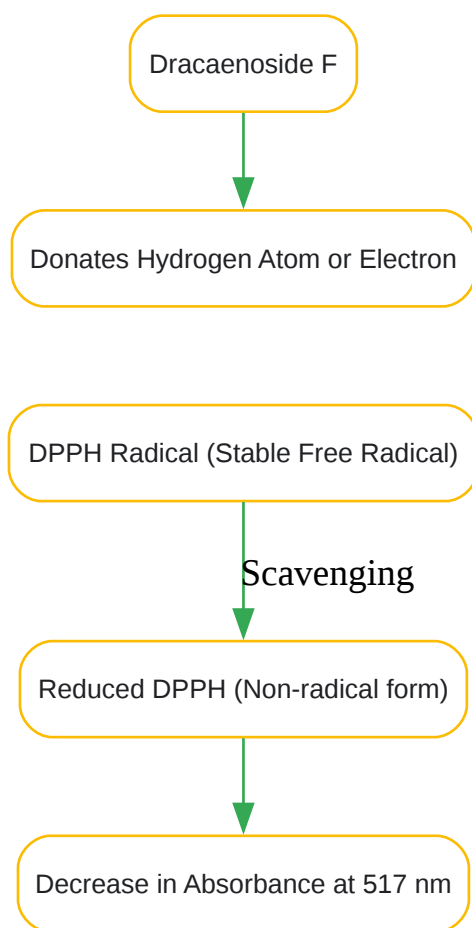 Dracaenoside F
Donates Hydrogen Atom or Electron
DPPH Radical (Stable Free Radical)
Scavenging
Reduced DPPH (Non-radical form)
Decrease in Absorbance at 517 nm